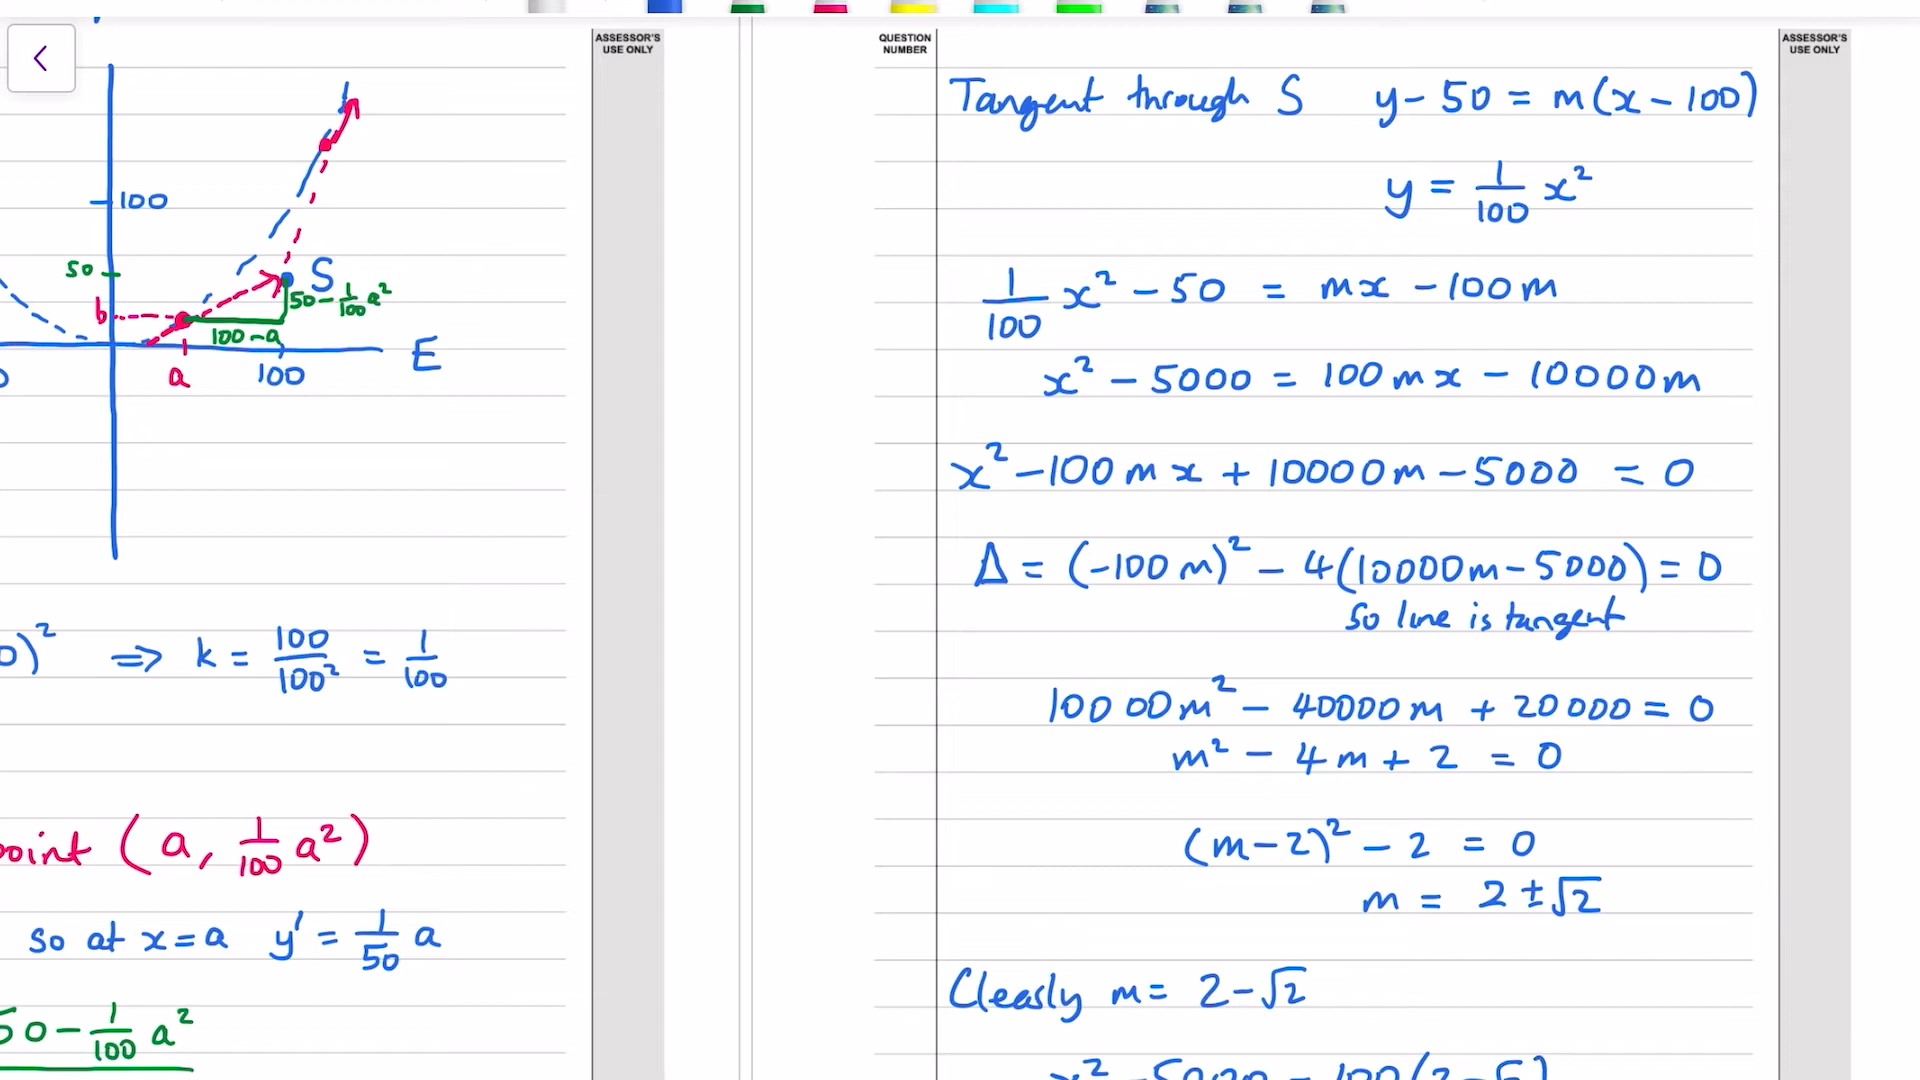 ASSESSOR'S
USE ONLY
100
50
S
b
50 - 1/100 a²
100 - a
E
a
100
0)² ⇒ k = 100/100² = 1/100
point (a, 1/100 a²)
so at x = a y' = 1/50 a
50 - 1/100 a²
QUESTION
NUMBER
ASSESSOR'S
USE ONLY
Tangent through S y - 50 = m(x - 100)
y = 1/100 x²
1/100 x² - 50 = mx - 100m
x² - 5000 = 100mx - 10000m
x² - 100mx + 10000m - 5000 = 0
Δ = (-100m)² - 4(10000m - 5000) = 0
so line is tangent
10000m² - 40000m + 20000 = 0
m² - 4m + 2 = 0
(m-2)² - 2 = 0
m = 2 ± √2
Clearly m = 2 - √2